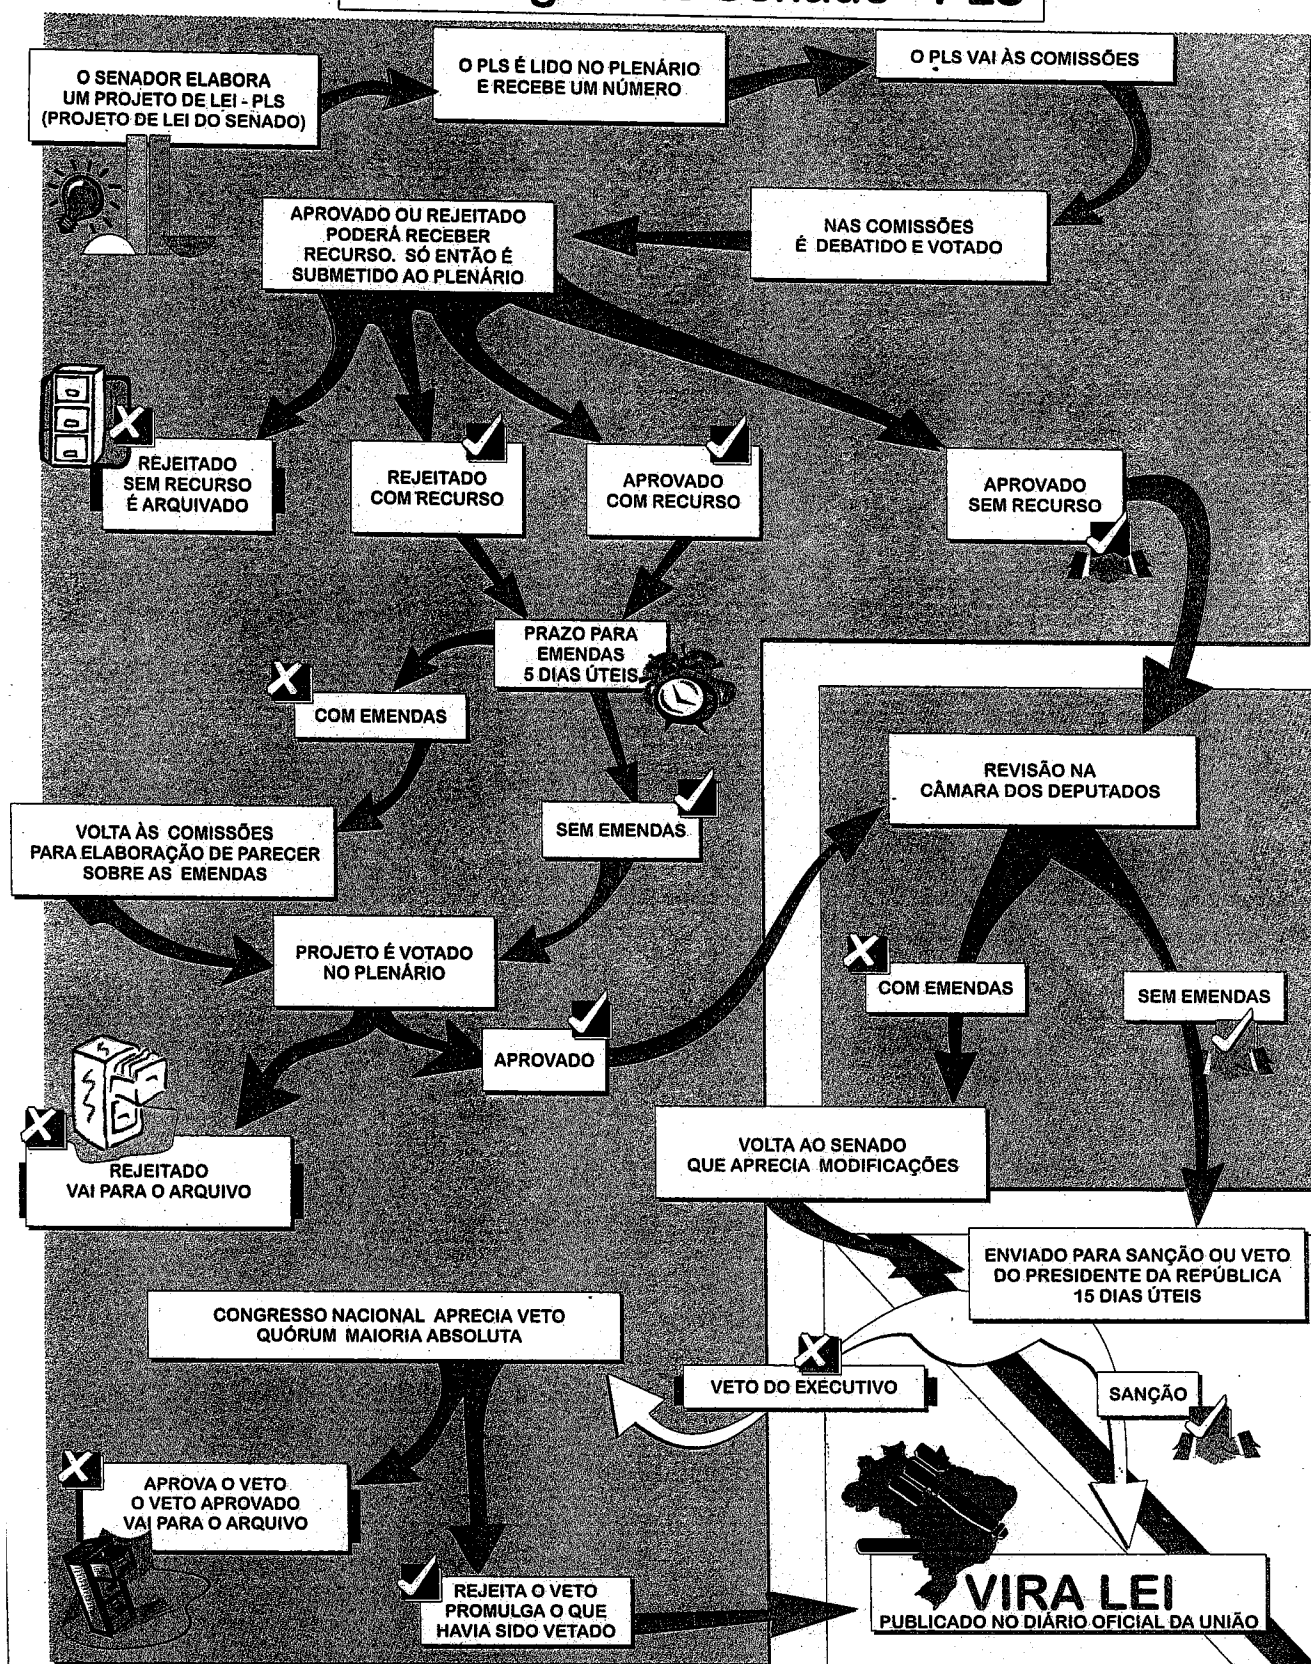 Senado - PLS
O SENADOR ELABORA
UM PROJETO DE LEI - PLS
(PROJETO DE LEI DO SENADO)
O PLS É LIDO NO PLENÁRIO
E RECEBE UM NÚMERO
O PLS VAI ÀS COMISSÕES
NAS COMISSÕES
É DEBATIDO E VOTADO
APROVADO OU REJEITADO
PODERÁ RECEBER
RECURSO. SÓ ENTÃO É
SUBMETIDO AO PLENÁRIO
REJEITADO
SEM RECURSO
É ARQUIVADO
REJEITADO
COM RECURSO
APROVADO
COM RECURSO
APROVADO
SEM RECURSO
PRAZO PARA
EMENDAS
5 DIAS ÚTEIS
COM EMENDAS
SEM EMENDAS
VOLTA ÀS COMISSÕES
PARA ELABORAÇÃO DE PARECER
SOBRE AS EMENDAS
PROJETO É VOTADO
NO PLENÁRIO
APROVADO
REJEITADO
VAI PARA O ARQUIVO
REVISÃO NA
CÂMARA DOS DEPUTADOS
COM EMENDAS
SEM EMENDAS
VOLTA AO SENADO
QUE APRECIA MODIFICAÇÕES
ENVIADO PARA SANÇÃO OU VETO
DO PRESIDENTE DA REPÚBLICA
15 DIAS ÚTEIS
VETO DO EXECUTIVO
SANÇÃO
CONGRESSO NACIONAL APRECIA VETO
QUÓRUM MAIORIA ABSOLUTA
APROVA O VETO
O VETO APROVADO
VAI PARA O ARQUIVO
REJEITA O VETO
PROMULGA O QUE
HAVIA SIDO VETADO
VIRA LEI
PUBLICADO NO DIÁRIO OFICIAL DA UNIÃO